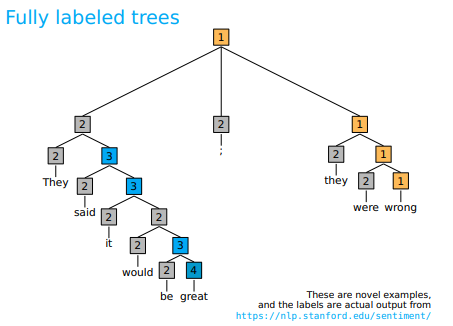 Fully labeled trees
1
2 2 1
2 3 2 1
They ; they
2 3 2 1
said were wrong
2 2
it
2 3
would
2 4
be great
These are novel examples,
and the labels are actual output from
https://nlp.stanford.edu/sentiment/